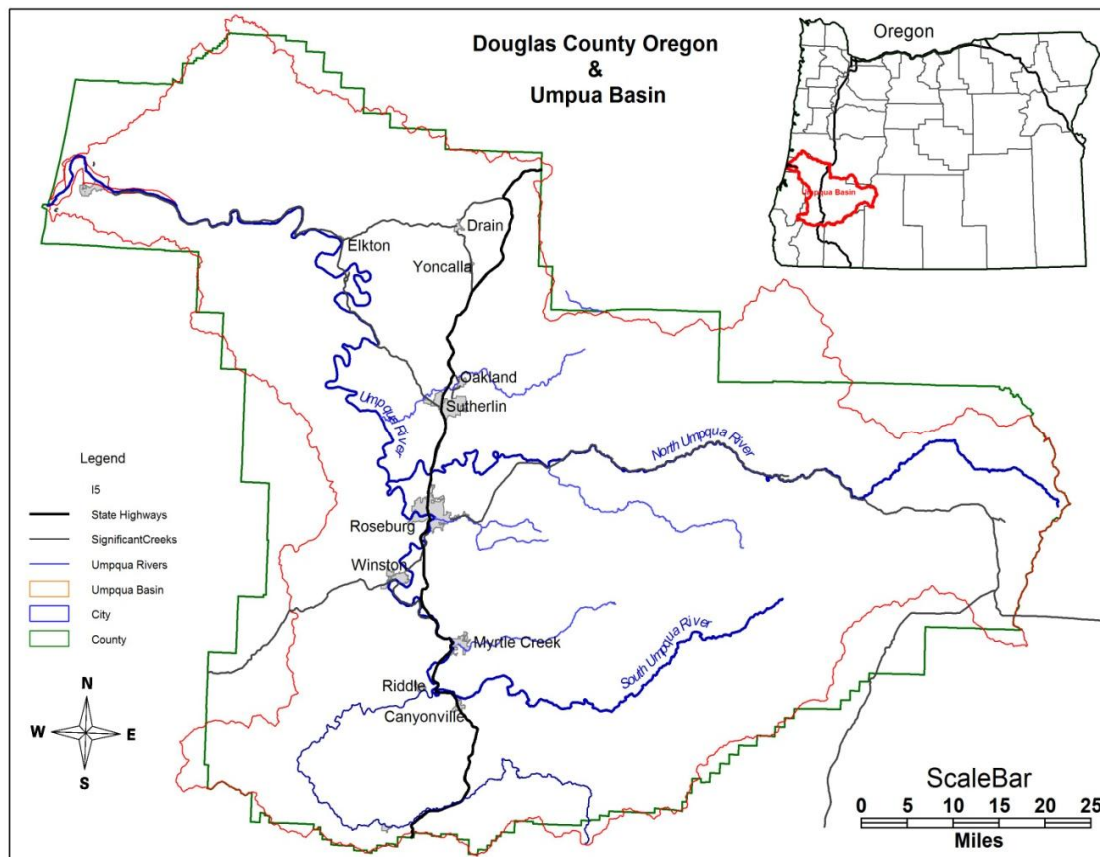 Douglas County Oregon
&
Umpua Basin
Oregon
Umpqua Basin
Drain
Elkton
Yoncalla
Oakland
Sutherlin
Umpqua River
North Umpqua River
Roseburg
Winston
Myrtle Creek
South Umpqua River
Riddle
Canyonville
Legend
I5
State Highways
SignificantCreeks
Umpqua Rivers
Umpqua Basin
City
County
N
W
E
S
ScaleBar
0 5 10 15 20 25
Miles